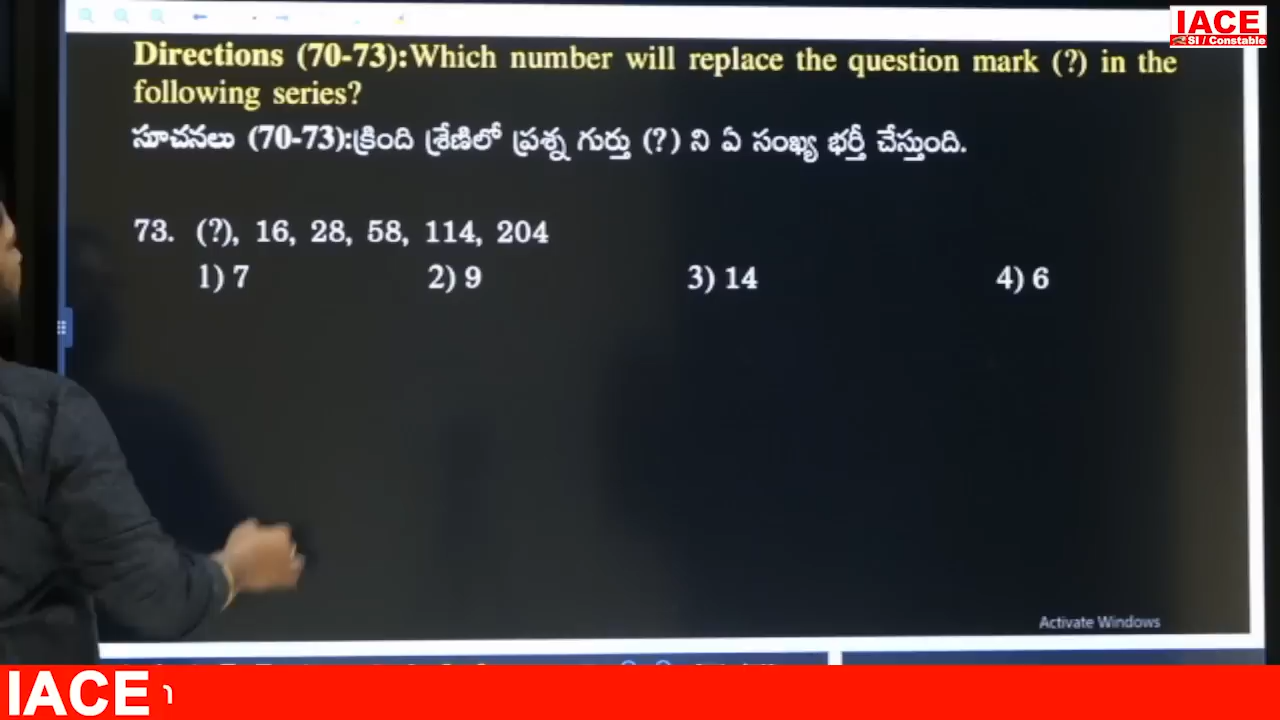 IACE
SI / Constable
Directions (70-73):Which number will replace the question mark (?) in the
following series?
సూచనలు (70-73):క్రింది శ్రేణిలో ప్రశ్న గుర్తు (?) ని ఏ సంఖ్య భర్తీ చేస్తుంది.
73. (?), 16, 28, 58, 114, 204
1) 7 2) 9 3) 14 4) 6
Activate Windows
IACE